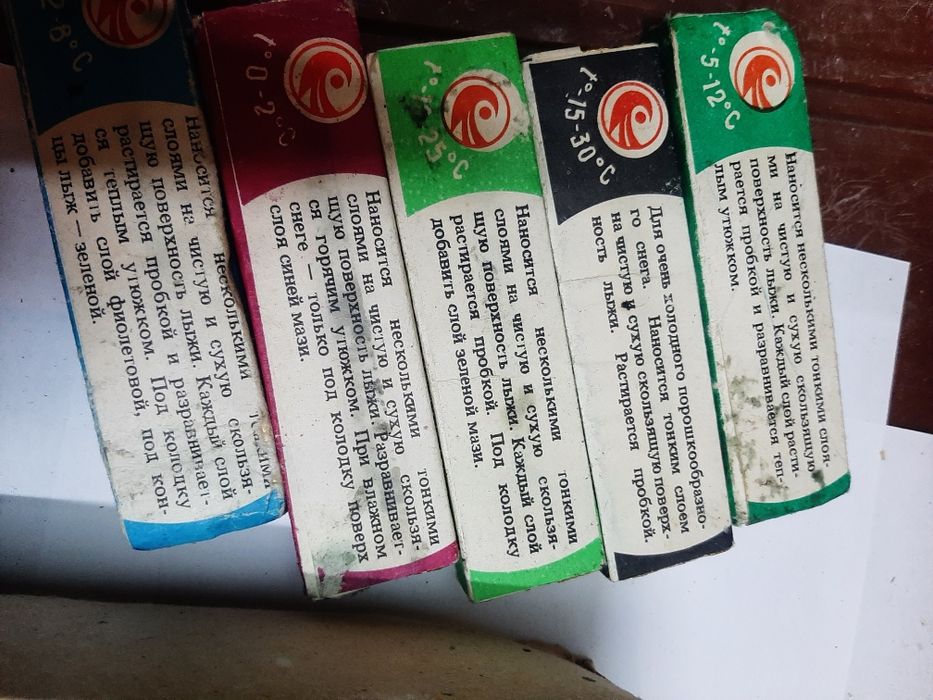 t°-5-12°C
Наносится несколькими тонкими слоя-
ми на чистую и сухую скользящую
поверхность лыжи. Каждый слой расти-
рается пробкой и разравнивается теп-
лым утюжком.
t°-15-30°C
Для очень холодного порошкообразно-
го снега. Наносится тонким слоем
на чистую и сухую скользящую поверх-
ность лыжи. Растирается пробкой.
25°C
Наносится несколькими тонкими
слоями на чистую и сухую скользя-
щую поверхность лыжи. Каждый слой
растирается пробкой. Под колодку
добавить слой зеленой мази.
t°0-2°C
Наносится несколькими тонкими
слоями на чистую и сухую скользя-
щую поверхность лыжи. Разравнивает-
ся горячим утюжком. При влажном
снеге — только под колодку поверх
слоя синей мази.
2-8°C
Наносится несколькими тонкими
слоями на чистую и сухую скользя-
щую поверхность лыжи. Каждый слой
растирается пробкой и разравнивает-
ся теплым утюжком. Под колодку
добавить слой фиолетовой, под кон-
цы лыж — зеленой.